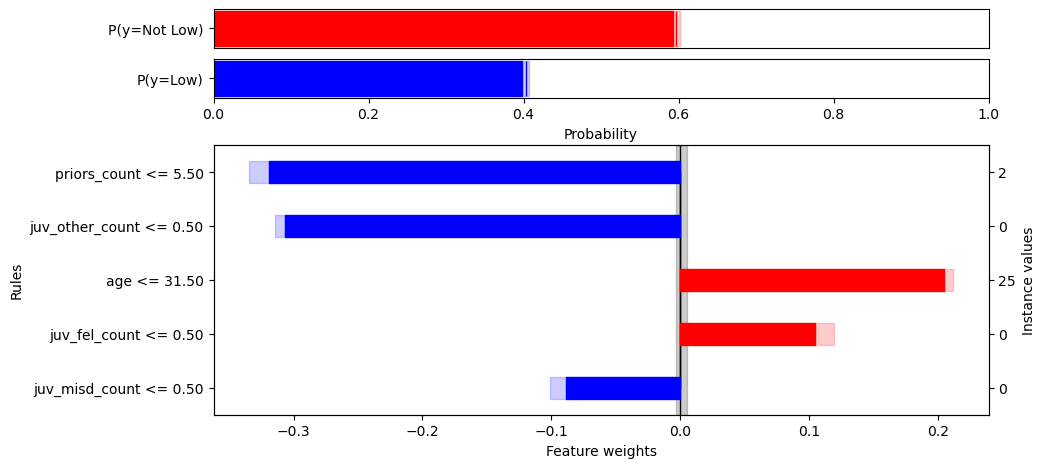 P(y=Not Low)
P(y=Low)
0.0 0.2 0.4 0.6 0.8 1.0
Probability
priors_count <= 5.50 2
juv_other_count <= 0.50 0
age <= 31.50 25
juv_fel_count <= 0.50 0
juv_misd_count <= 0.50 0
Rules
Instance values
−0.3 −0.2 −0.1 0.0 0.1 0.2
Feature weights